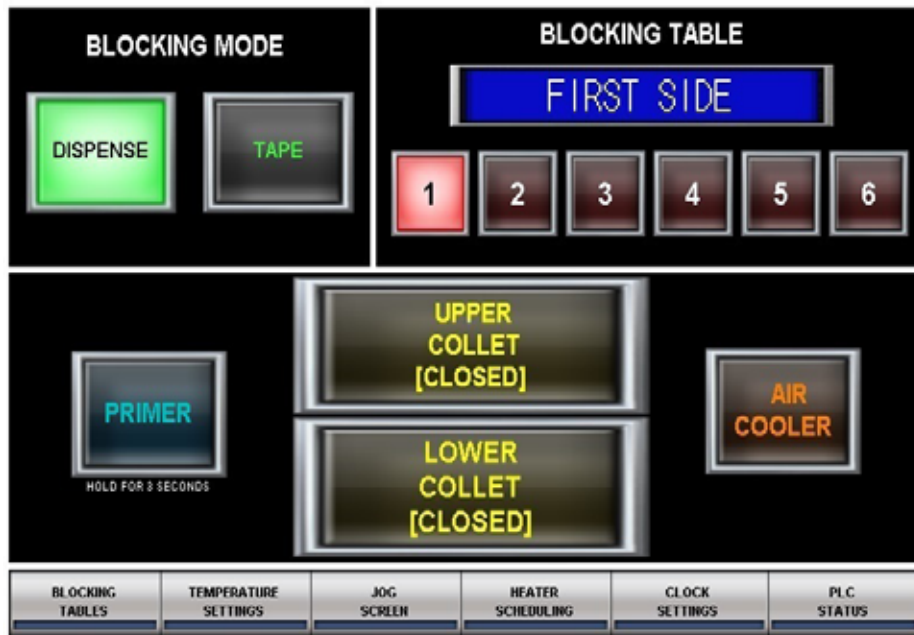 BLOCKING MODE
DISPENSE
TAPE
BLOCKING TABLE
FIRST SIDE
1
2
3
4
5
6
PRIMER
HOLD FOR 3 SECONDS
UPPER
COLLET
[CLOSED]
LOWER
COLLET
[CLOSED]
AIR
COOLER
BLOCKING
TABLES
TEMPERATURE
SETTINGS
JOG
SCREEN
HEATER
SCHEDULING
CLOCK
SETTINGS
PLC
STATUS